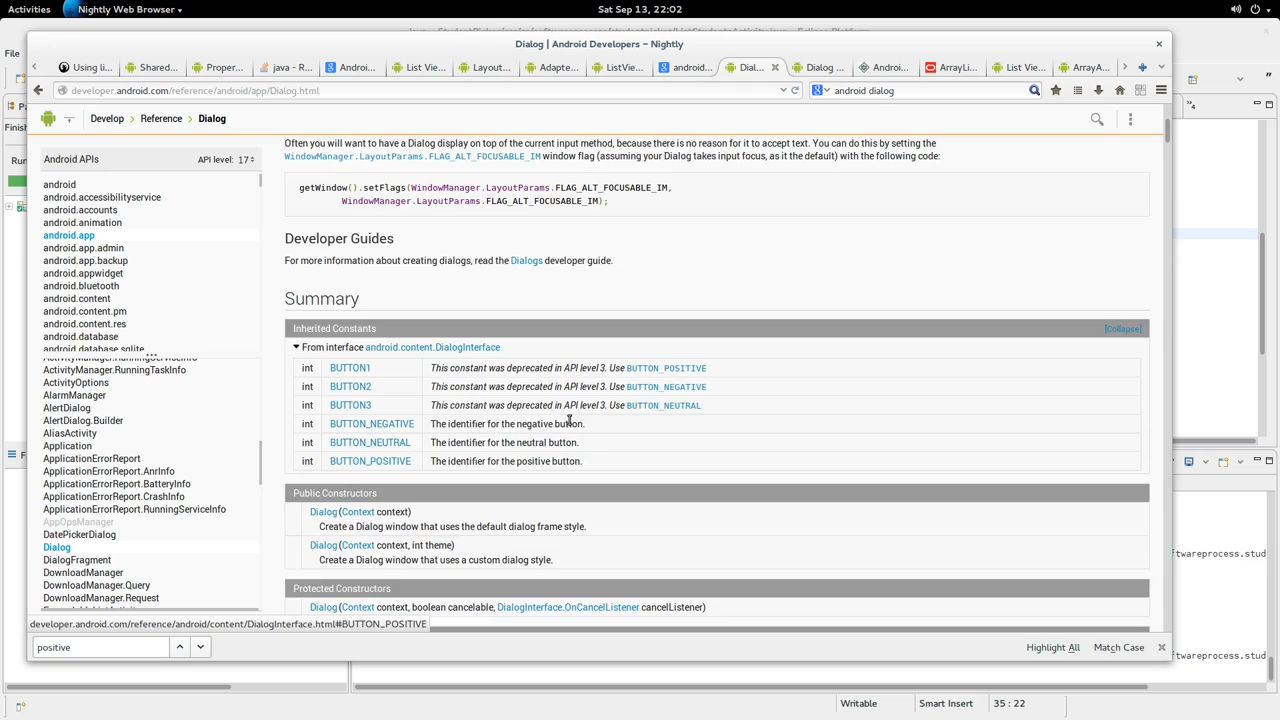 Activities
Nightly Web Browser
Sat Sep 13, 22:02
Dialog | Android Developers – Nightly
File
Using li
Shared...
Proper...
java - R...
Androi...
List Vie...
Layou...
Adapte...
ListVie...
android...
Dial...
Dialog ...
Androi...
ArrayLi...
List Vie...
ArrayA...
developer.android.com/reference/android/app/Dialog.html
android dialog
Develop
Reference
Dialog
Finish
Run
Android APIs
API level: 17
android
android.accessibilityservice
android.accounts
android.animation
android.app
android.app.admin
android.app.backup
android.appwidget
android.bluetooth
android.content
android.content.pm
android.content.res
android.database
android.database.sqlite
ActivityManager.RunningServiceInfo
ActivityManager.RunningTaskInfo
ActivityOptions
AlarmManager
AlertDialog
AlertDialog.Builder
AliasActivity
Application
ApplicationErrorReport
ApplicationErrorReport.AnrInfo
ApplicationErrorReport.BatteryInfo
ApplicationErrorReport.CrashInfo
ApplicationErrorReport.RunningServiceInfo
AppOpsManager
DatePickerDialog
Dialog
DialogFragment
DownloadManager
DownloadManager.Query
DownloadManager.Request
Often you will want to have a Dialog display on top of the current input method, because there is no reason for it to accept text. You can do this by setting the
WindowManager.LayoutParams.FLAG_ALT_FOCUSABLE_IM window flag (assuming your Dialog takes input focus, as it the default) with the following code:
getWindow().setFlags(WindowManager.LayoutParams.FLAG_ALT_FOCUSABLE_IM,
WindowManager.LayoutParams.FLAG_ALT_FOCUSABLE_IM);
Developer Guides
For more information about creating dialogs, read the Dialogs developer guide.
Summary
Inherited Constants
[Collapse]
From interface android.content.DialogInterface
int BUTTON1 This constant was deprecated in API level 3. Use BUTTON_POSITIVE
int BUTTON2 This constant was deprecated in API level 3. Use BUTTON_NEGATIVE
int BUTTON3 This constant was deprecated in API level 3. Use BUTTON_NEUTRAL
int BUTTON_NEGATIVE The identifier for the negative button.
int BUTTON_NEUTRAL The identifier for the neutral button.
int BUTTON_POSITIVE The identifier for the positive button.
Public Constructors
Dialog(Context context)
Create a Dialog window that uses the default dialog frame style.
Dialog(Context context, int theme)
Create a Dialog window that uses a custom dialog style.
Protected Constructors
Dialog(Context context, boolean cancelable, DialogInterface.OnCancelListener cancelListener)
developer.android.com/reference/android/content/DialogInterface.html#BUTTON_POSITIVE
positive
Highlight All
Match Case
ftwareprocess.stud
ftwareprocess.stud
Writable
Smart Insert
35 : 22